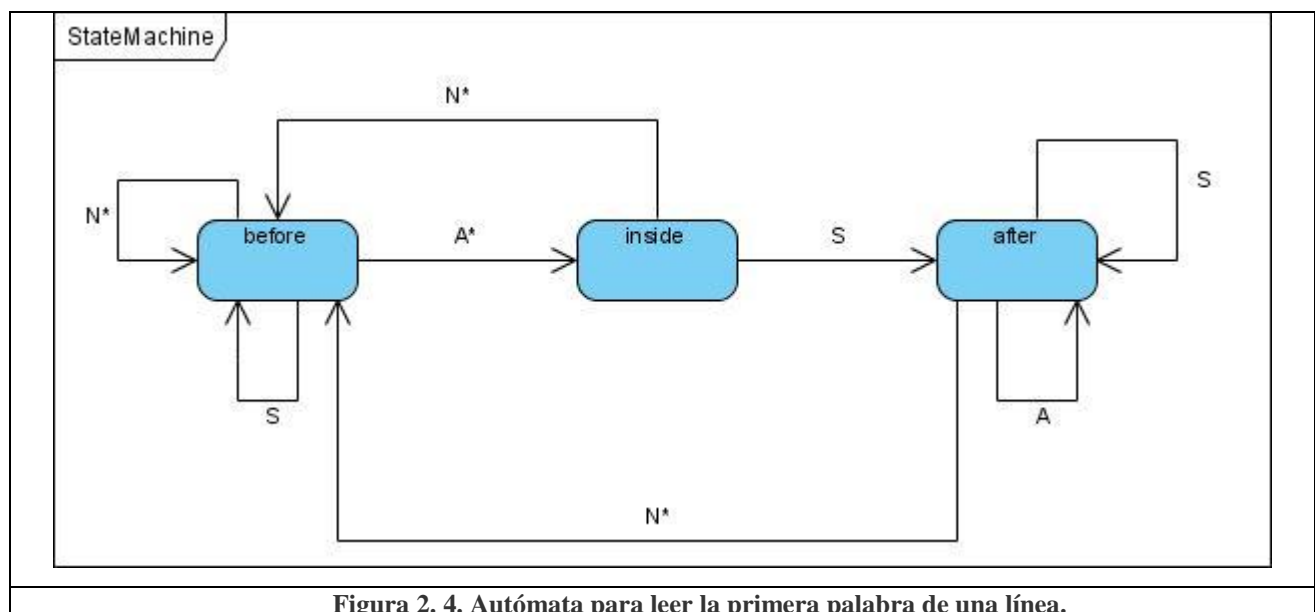 StateMachine
N*
N*
S
before
A*
inside
S
after
S
S
A
N*
Figura 2. 4. Autómata para leer la primera palabra de una línea.